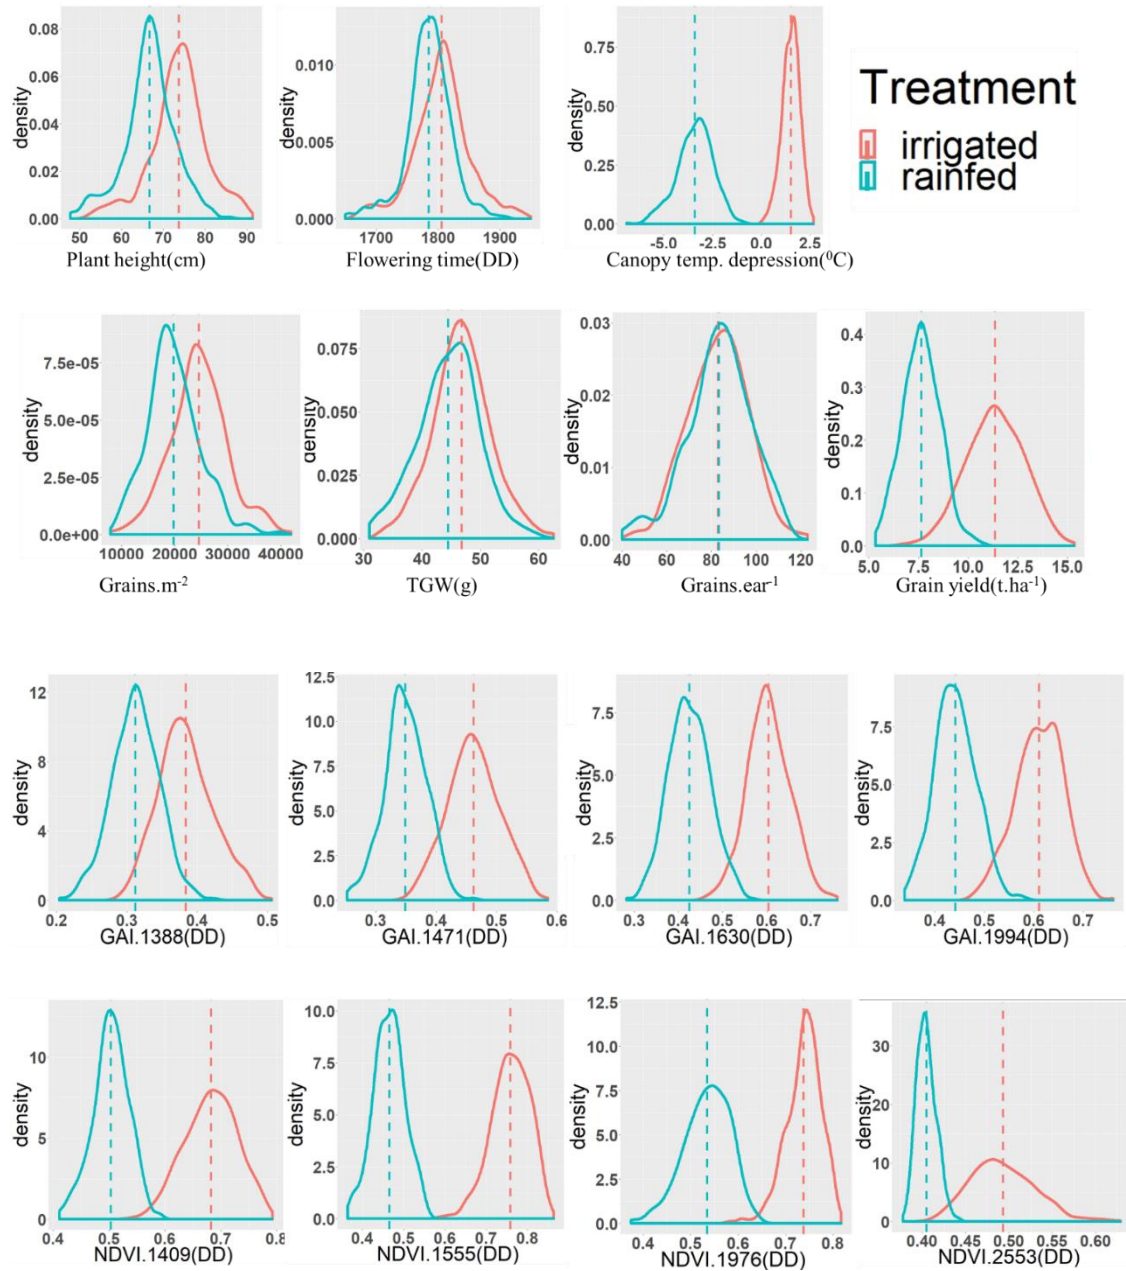 density
0.08
0.06
0.04
0.02
0.00
50 60 70 80 90
Plant height(cm)
density
0.010
0.005
0.000
1700 1800 1900
Flowering time(DD)
density
0.75
0.50
0.25
0.00
-5.0 -2.5 0.0 2.5
Canopy temp. depression(⁰C)
Treatment
irrigated
rainfed
density
7.5e-05
5.0e-05
2.5e-05
0.0e+00
10000 20000 30000 40000
Grains.m⁻²
density
0.075
0.050
0.025
0.000
30 40 50 60
TGW(g)
density
0.03
0.02
0.01
0.00
40 60 80 100 120
Grains.ear⁻¹
density
0.4
0.3
0.2
0.1
0.0
5.0 7.5 10.0 12.5 15.0
Grain yield(t.ha⁻¹)
density
12
8
4
0
0.2 0.3 0.4 0.5
GAI.1388(DD)
density
12.5
10.0
7.5
5.0
2.5
0.0
0.3 0.4 0.5 0.6
GAI.1471(DD)
density
7.5
5.0
2.5
0.0
0.3 0.4 0.5 0.6 0.7
GAI.1630(DD)
density
7.5
5.0
2.5
0.0
0.4 0.5 0.6 0.7
GAI.1994(DD)
density
10
5
0
0.4 0.5 0.6 0.7 0.8
NDVI.1409(DD)
density
10.0
7.5
5.0
2.5
0.0
0.4 0.5 0.6 0.7 0.8
NDVI.1555(DD)
density
12.5
10.0
7.5
5.0
2.5
0.0
0.4 0.5 0.6 0.7 0.8
NDVI.1976(DD)
density
30
20
10
0
0.40 0.45 0.50 0.55 0.60
NDVI.2553(DD)